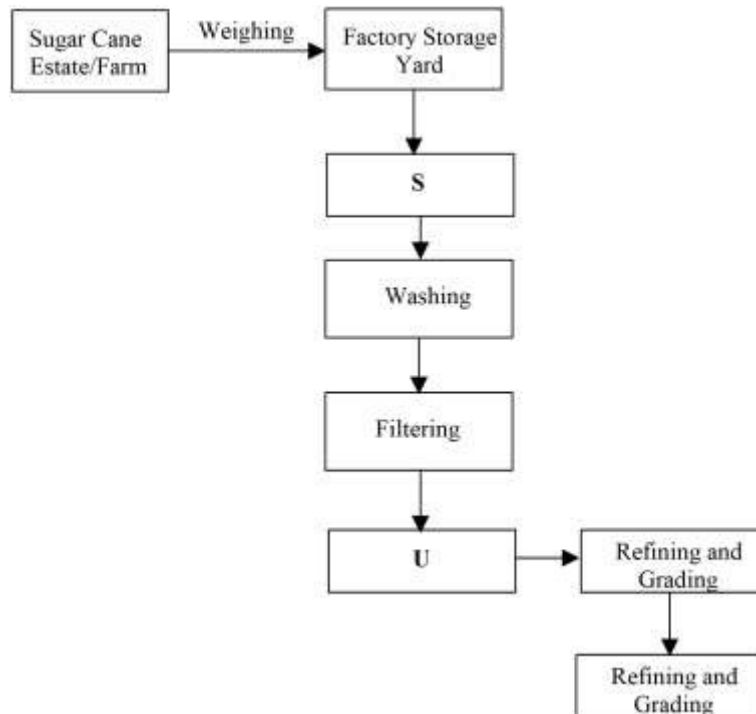 Sugar Cane
Estate/Farm
Weighing
Factory Storage
Yard
S
Washing
Filtering
U
Refining and
Grading
Refining and
Grading